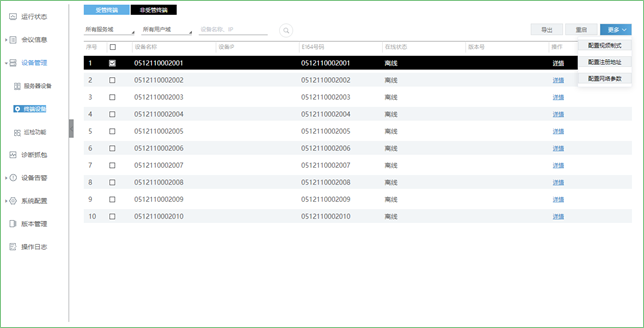 运行状态
会议信息
设备管理
服务器设备
终端设备
巡检功能
诊断抓包
设备告警
系统配置
版本管理
操作日志
受管终端 非受管终端
所有服务域 所有用户域 设备名称、IP 导出 重启 更多
配置视频制式
配置注册地址
配置网络参数
序号 设备名称 设备IP E164号码 在线状态 版本号 操作
1 0512110002001 0512110002001 离线 详情
2 0512110002002 0512110002002 离线 详情
3 0512110002003 0512110002003 离线 详情
4 0512110002004 0512110002004 离线 详情
5 0512110002005 0512110002005 离线 详情
6 0512110002006 0512110002006 离线 详情
7 0512110002007 0512110002007 离线 详情
8 0512110002008 0512110002008 离线 详情
9 0512110002009 0512110002009 离线 详情
10 0512110002010 0512110002010 离线 详情